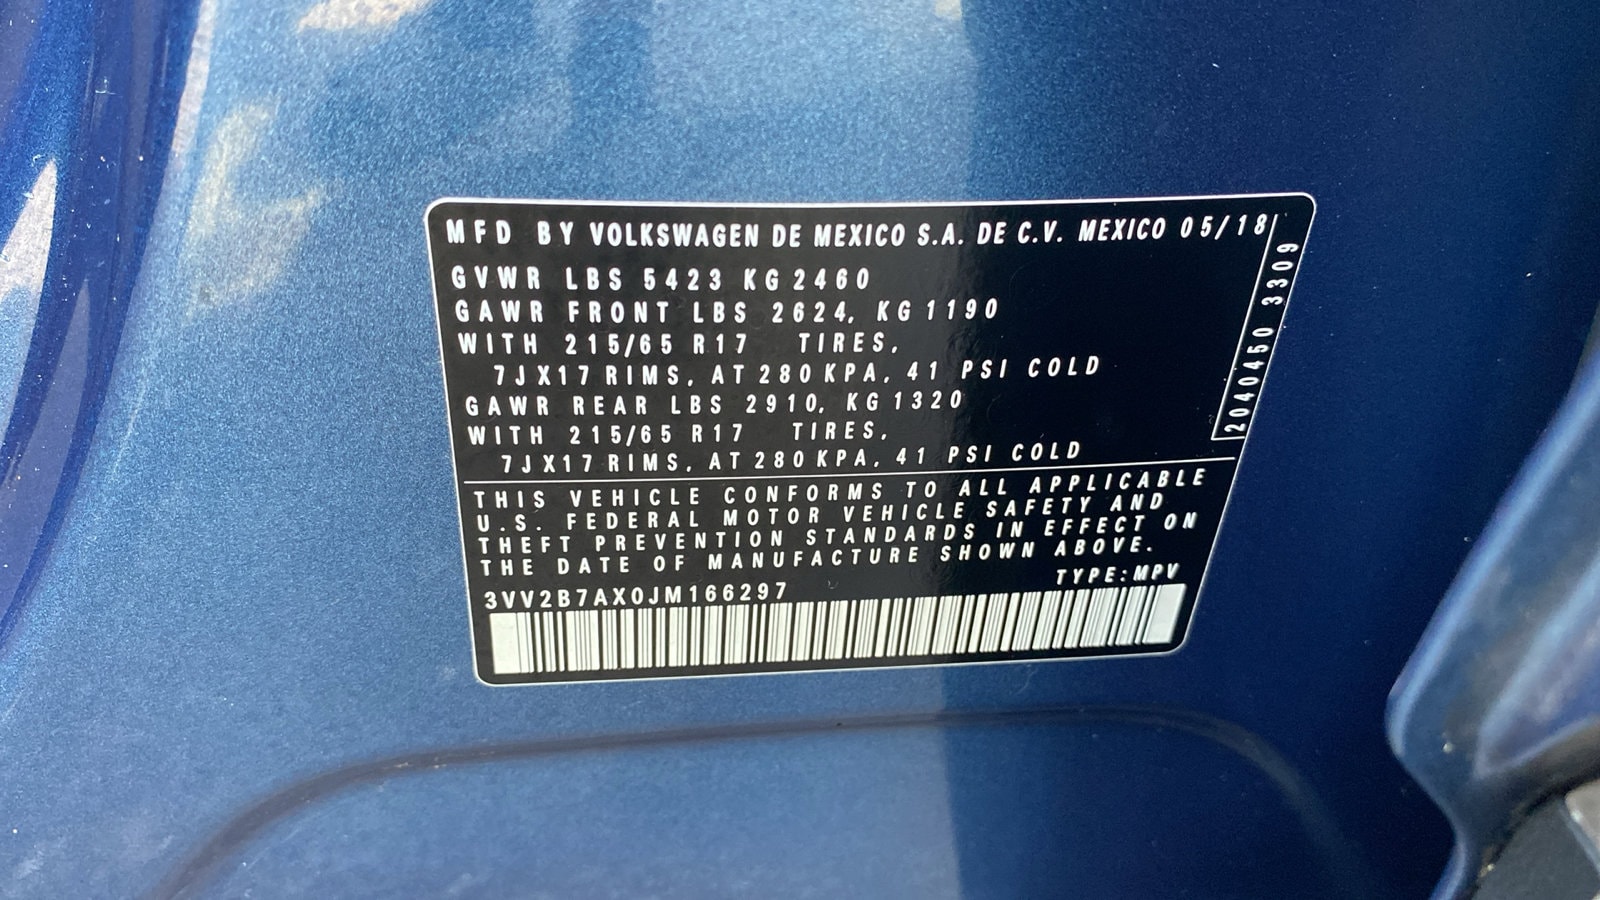 MFD BY VOLKSWAGEN DE MEXICO S.A. DE C.V. MEXICO 05/18
GVWR LBS 5423 KG 2460
GAWR FRONT LBS 2624, KG 1190
WITH 215/65 R17 TIRES,
7JX17 RIMS, AT 280 KPA, 41 PSI COLD
GAWR REAR LBS 2910, KG 1320
WITH 215/65 R17 TIRES,
7JX17 RIMS, AT 280 KPA, 41 PSI COLD
2040450 3309
THIS VEHICLE CONFORMS TO ALL APPLICABLE
U.S. FEDERAL MOTOR VEHICLE SAFETY AND
THEFT PREVENTION STANDARDS IN EFFECT ON
THE DATE OF MANUFACTURE SHOWN ABOVE.
TYPE:MPV
3VV2B7AX0JM166297